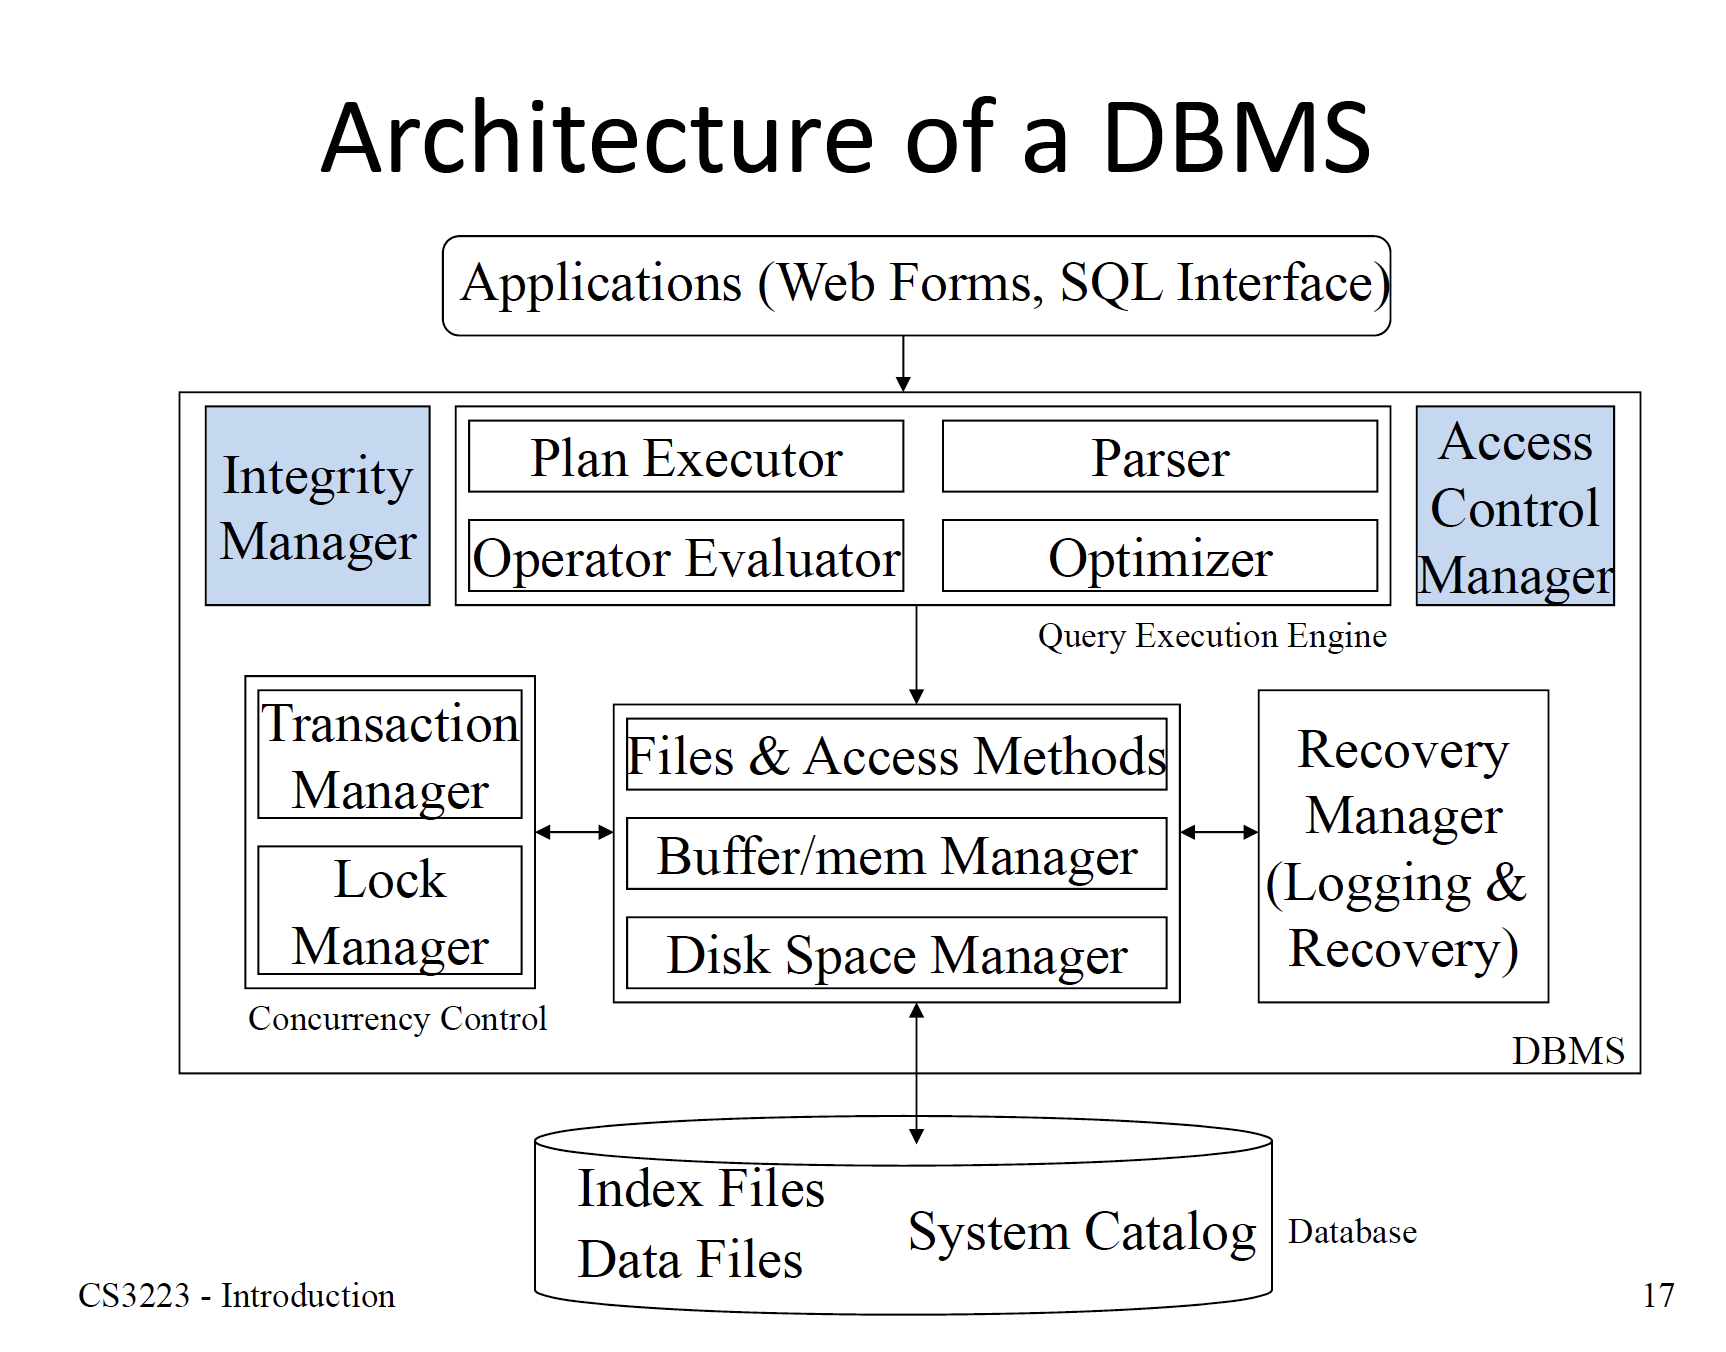 Architecture of a DBMS
Applications (Web Forms, SQL Interface)
Integrity
Manager
Plan Executor
Parser
Operator Evaluator
Optimizer
Access
Control
Manager
Query Execution Engine
Transaction
Manager
Lock
Manager
Concurrency Control
Files & Access Methods
Buffer/mem Manager
Disk Space Manager
Recovery
Manager
(Logging &
Recovery)
DBMS
Index Files
Data Files
System Catalog
Database
CS3223 - Introduction
17